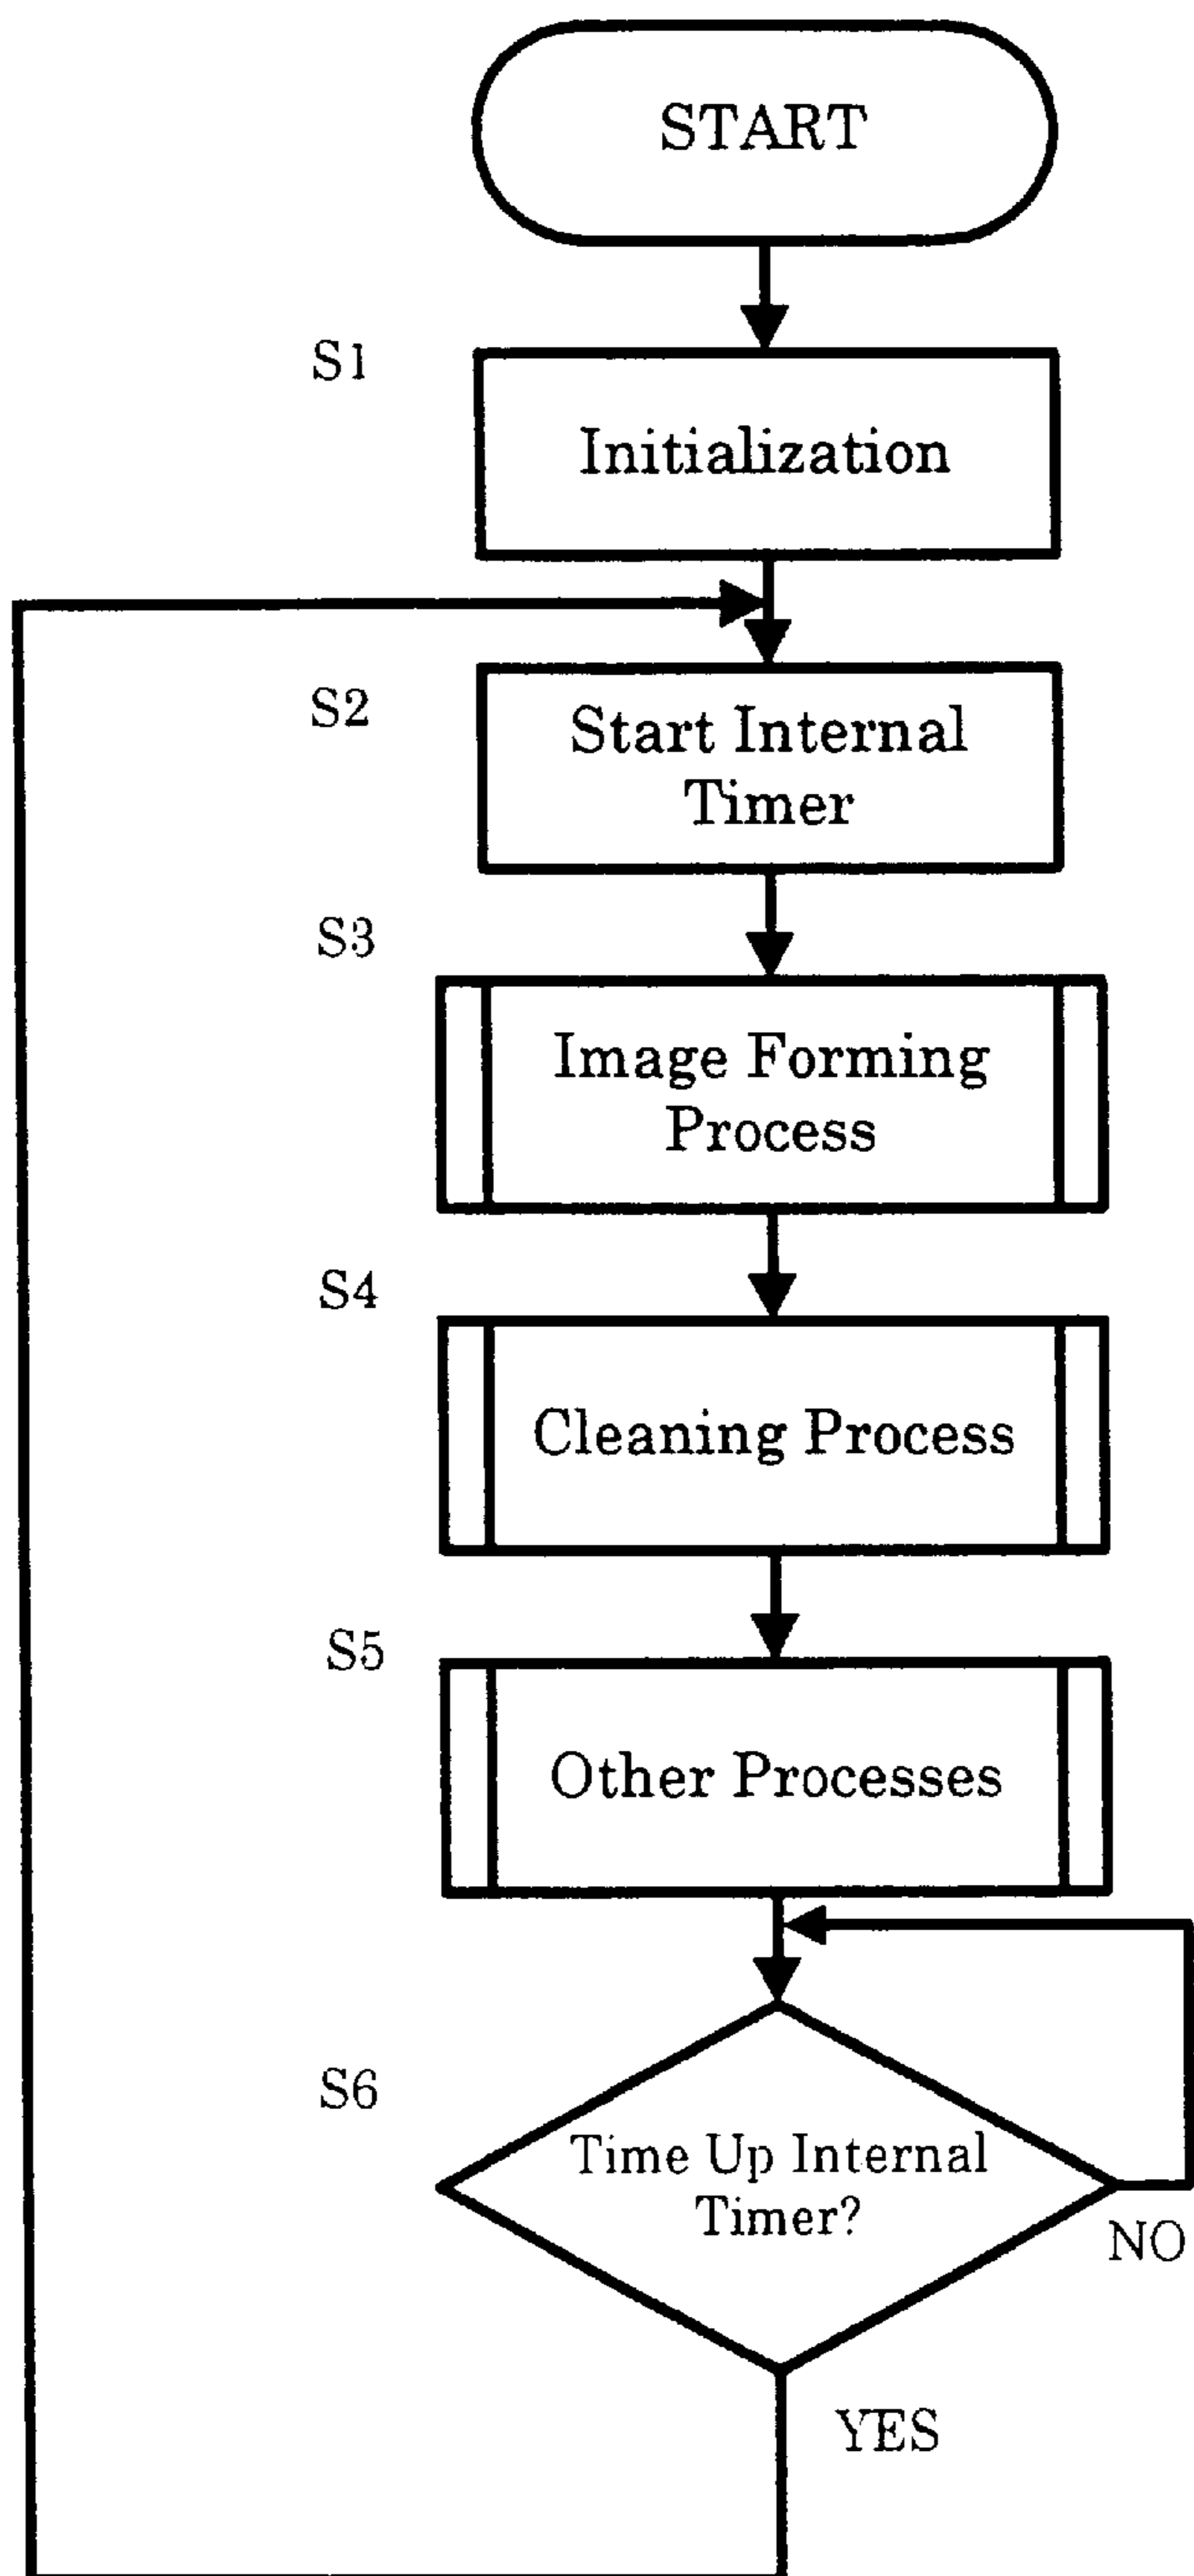 START
S1
Initialization
S2
Start Internal
Timer
S3
Image Forming
Process
S4
Cleaning Process
S5
Other Processes
S6
Time Up Internal
Timer?
NO
YES